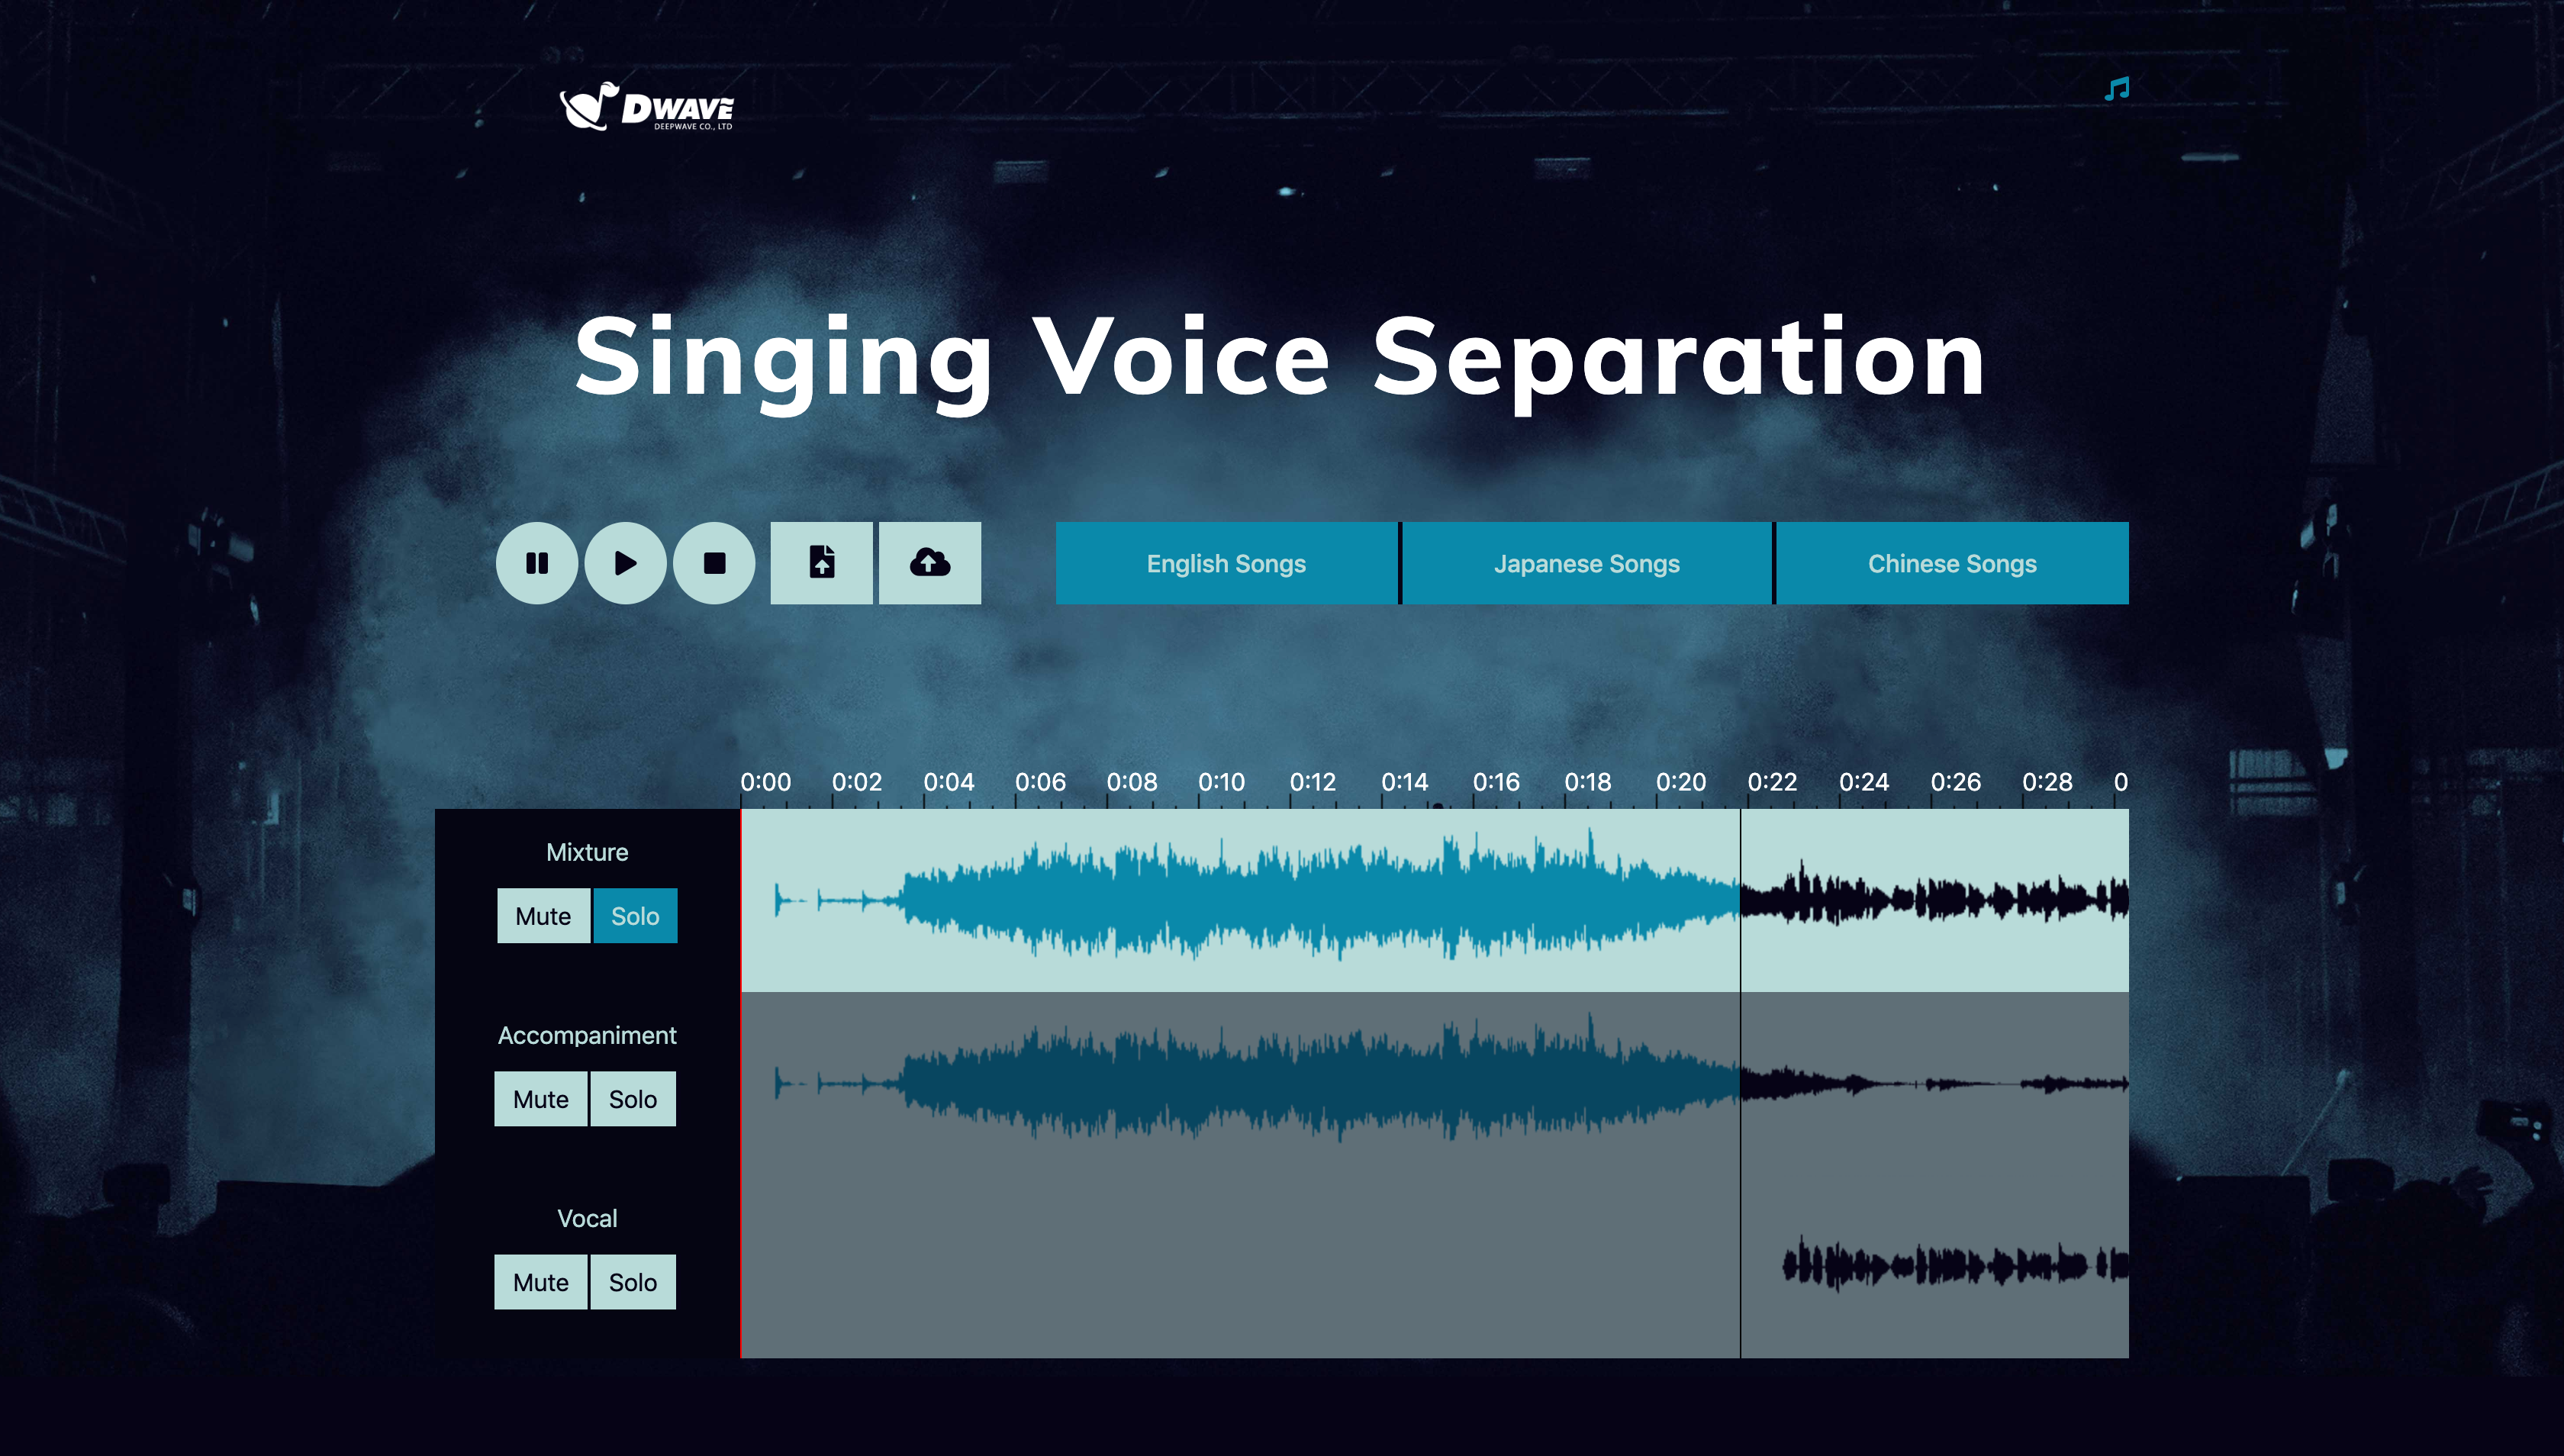 DWAVE
DEEPWAVE CO., LTD
Singing Voice Separation
English Songs
Japanese Songs
Chinese Songs
0:00 0:02 0:04 0:06 0:08 0:10 0:12 0:14 0:16 0:18 0:20 0:22 0:24 0:26 0:28 0
Mixture
Mute Solo
Accompaniment
Mute Solo
Vocal
Mute Solo